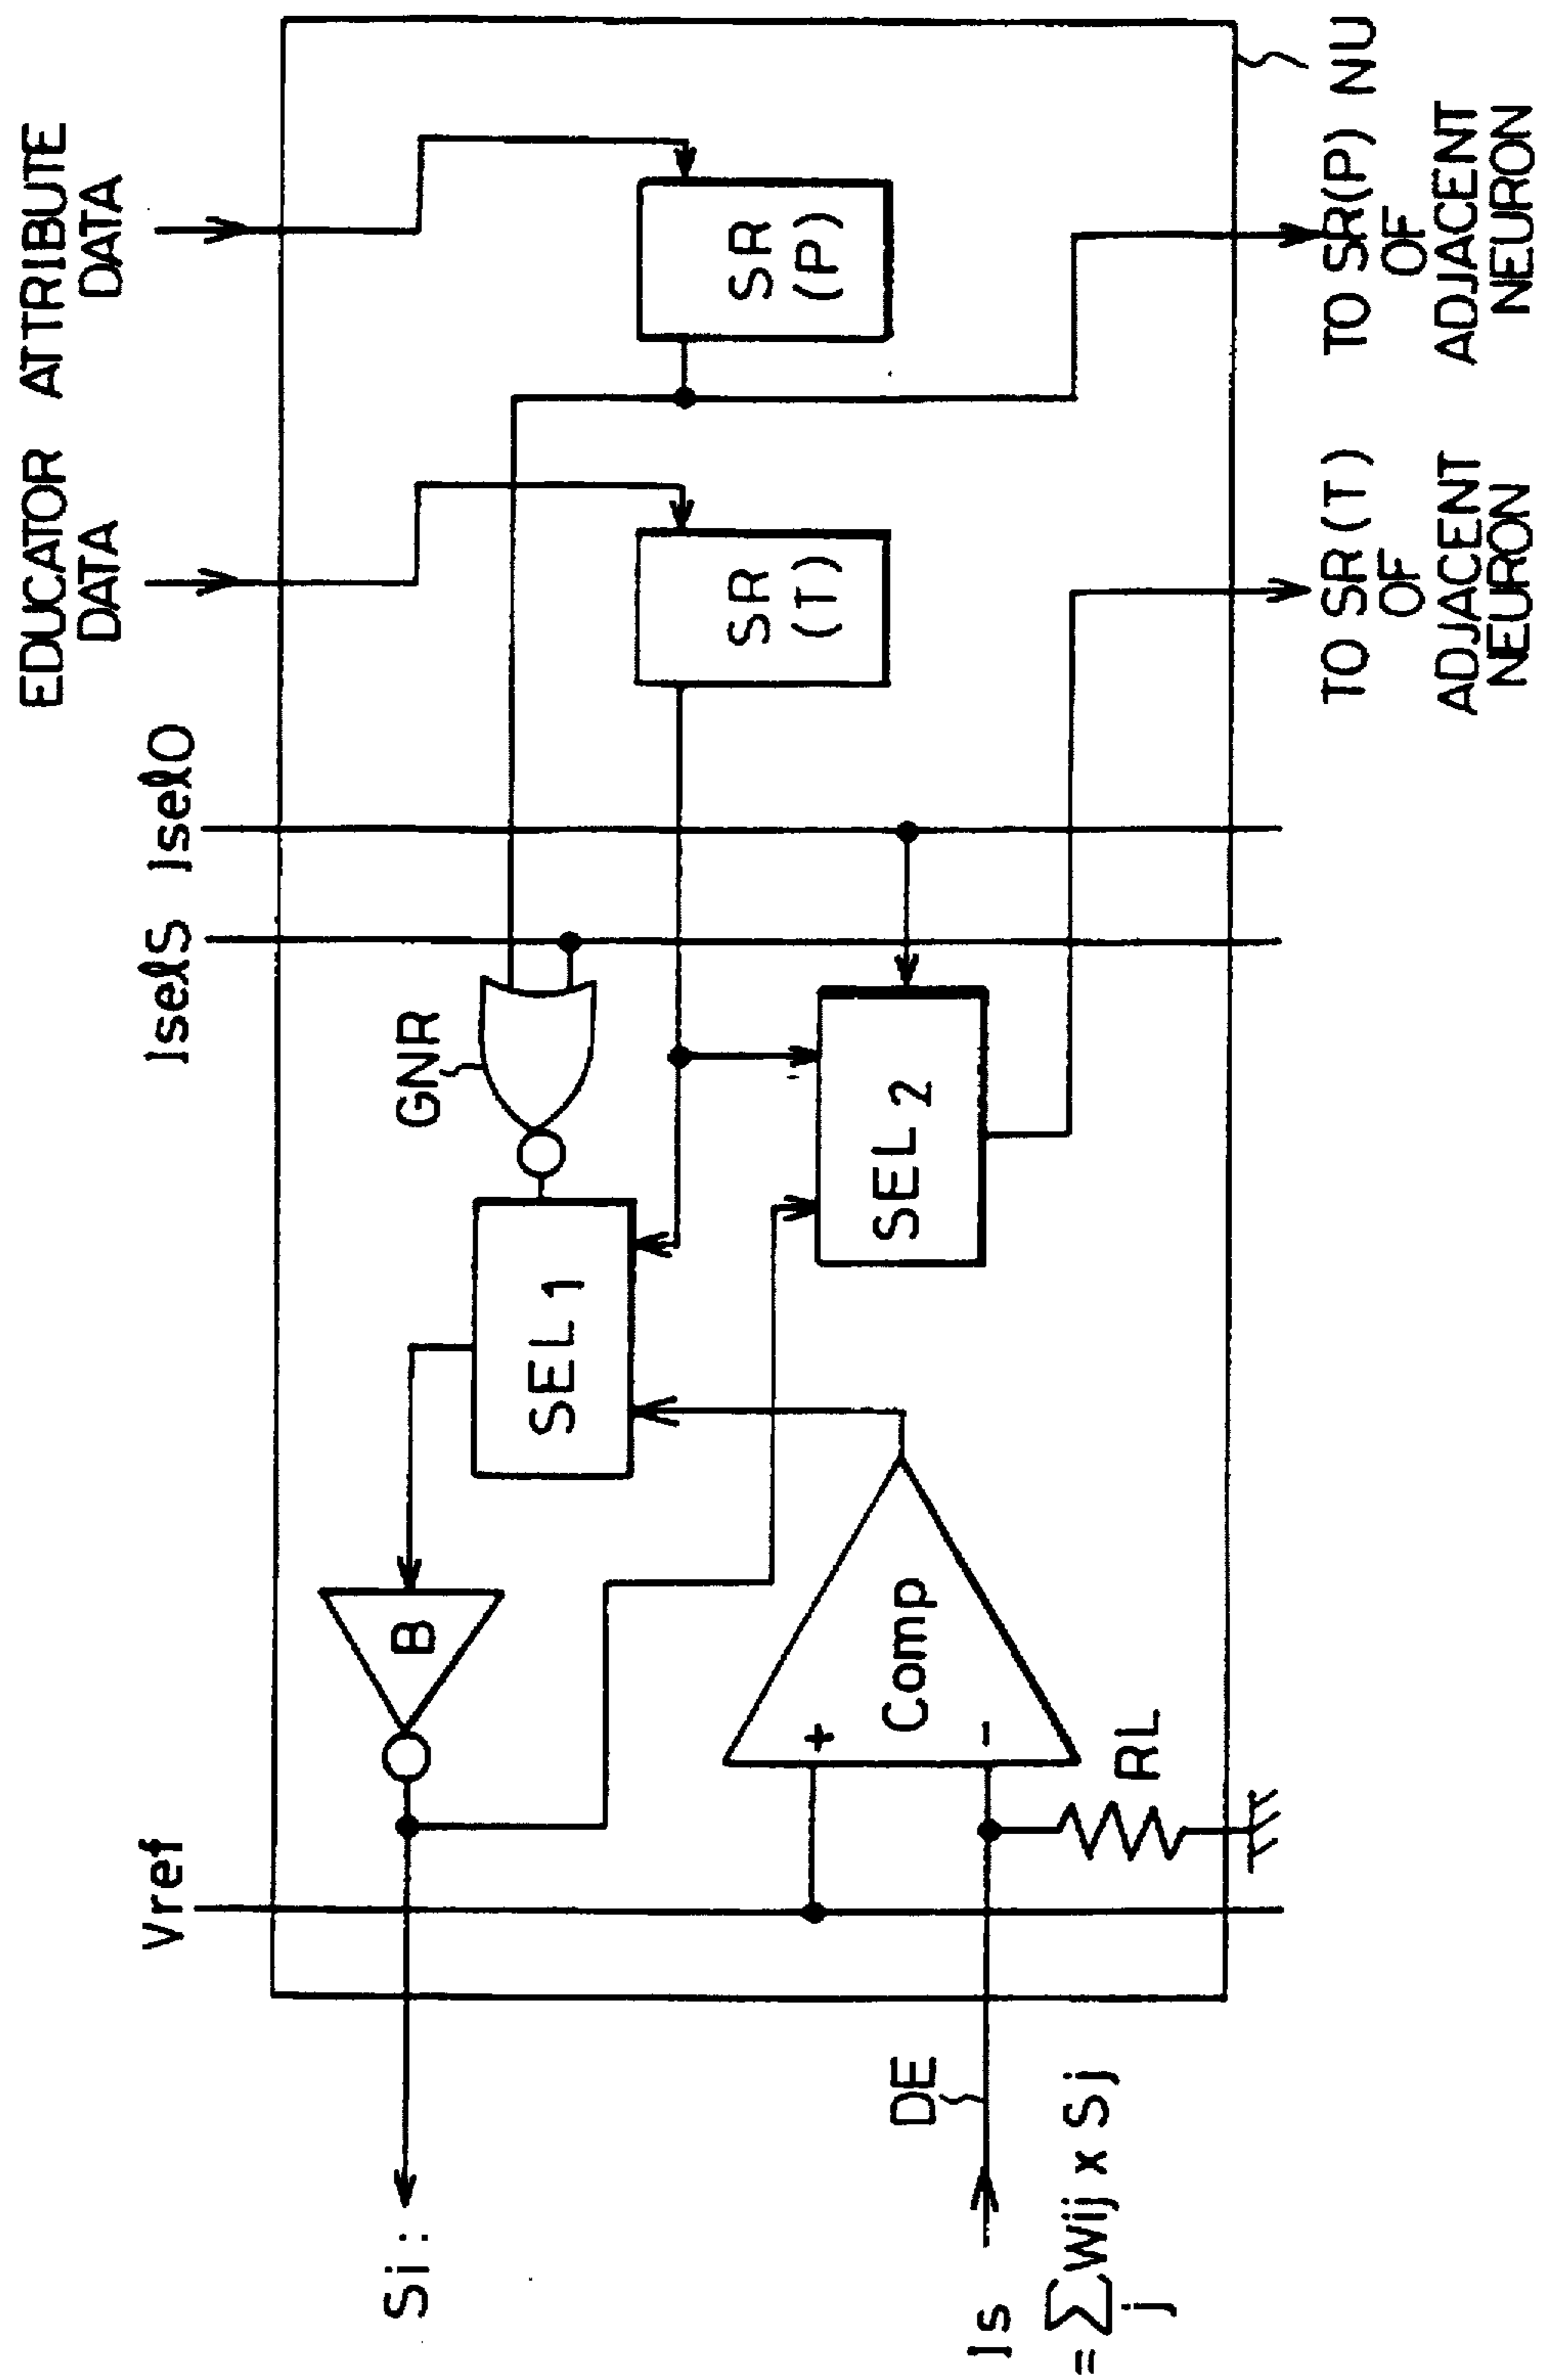 EDUCATOR
DATA
ATTRIBUTE
DATA
Vref
IselS
IselO
Si :
B
SEL 1
GNR
SR
(T)
SR
(P)
Comp
+
-
SEL 2
DE
Is
= ∑ Wij x Sj
j
RL
NU
TO SR (T)
OF
ADJACENT
NEURON
TO SR(P)
OF
ADJACENT
NEURON